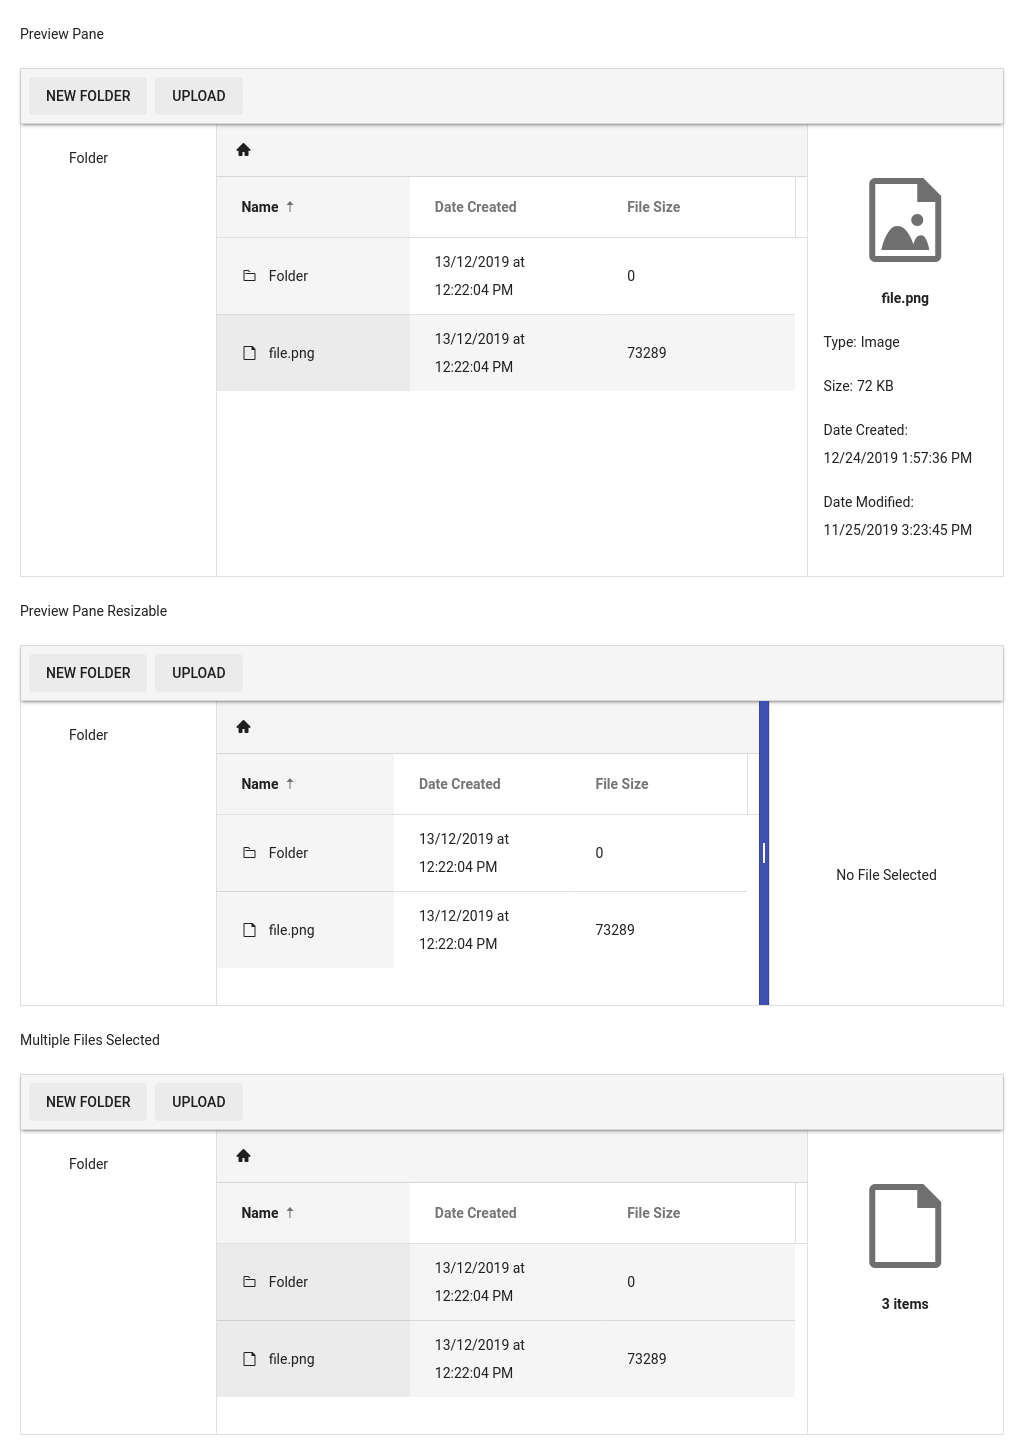 Preview Pane
NEW FOLDER UPLOAD
Folder
Name Date Created File Size
Folder 13/12/2019 at 12:22:04 PM 0
file.png 13/12/2019 at 12:22:04 PM 73289
file.png
Type: Image
Size: 72 KB
Date Created:
12/24/2019 1:57:36 PM
Date Modified:
11/25/2019 3:23:45 PM
Preview Pane Resizable
NEW FOLDER UPLOAD
Folder
Name Date Created File Size
Folder 13/12/2019 at 12:22:04 PM 0
file.png 13/12/2019 at 12:22:04 PM 73289
No File Selected
Multiple Files Selected
NEW FOLDER UPLOAD
Folder
Name Date Created File Size
Folder 13/12/2019 at 12:22:04 PM 0
file.png 13/12/2019 at 12:22:04 PM 73289
3 items